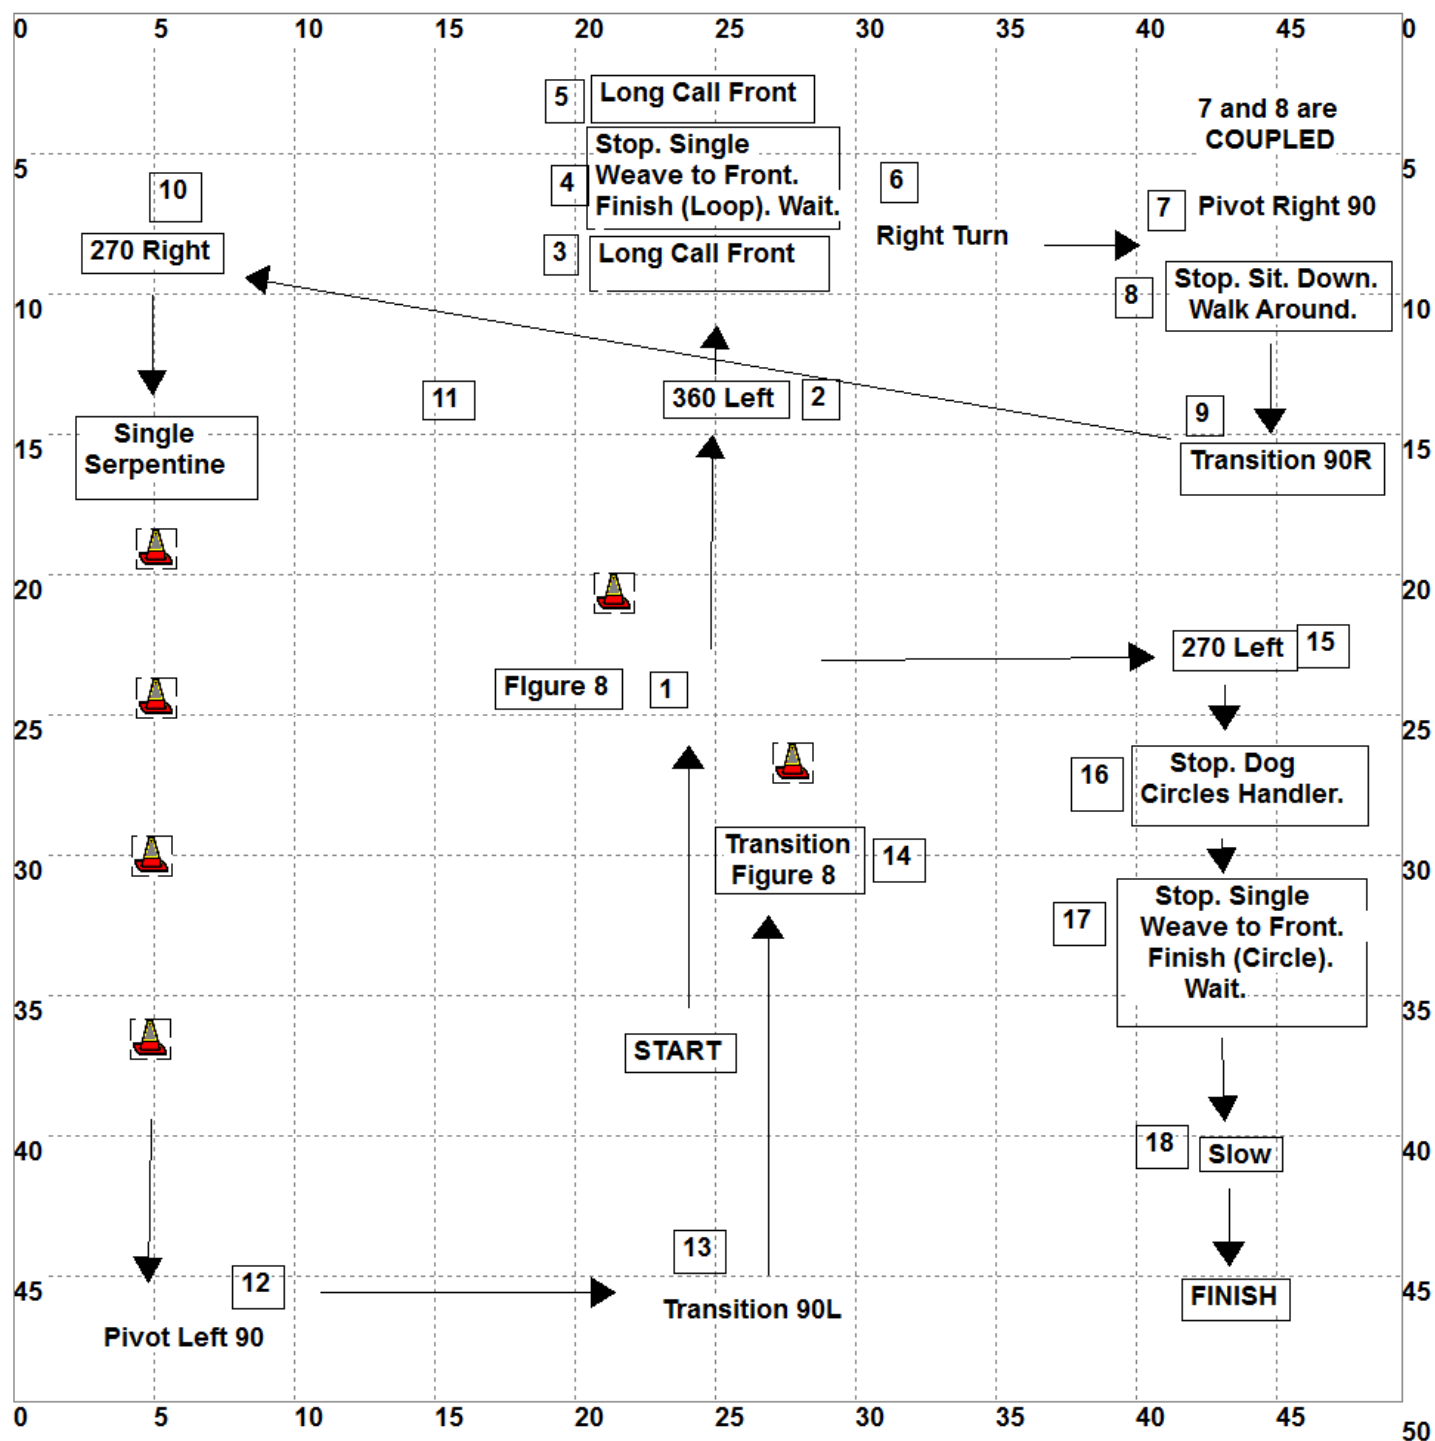 0 5 10 15 20 25 30 35 40 45 0
5 Long Call Front
7 and 8 are
COUPLED
Stop. Single
4 Weave to Front.
Finish (Loop). Wait.
5 5
6
10
7 Pivot Right 90
Right Turn
270 Right
3 Long Call Front
Stop. Sit. Down.
8 Walk Around.
10 10
11
360 Left 2
9
Single
Serpentine
15 15
Transition 90R
20 20
270 Left 15
FIgure 8 1
25 25
16 Stop. Dog
Circles Handler.
Transition
Figure 8
14
30 30
17 Stop. Single
Weave to Front.
Finish (Circle).
Wait.
35 35
START
40 40
18 Slow
13
12
45 45
FINISH
Transition 90L
Pivot Left 90
0 5 10 15 20 25 30 35 40 45 50